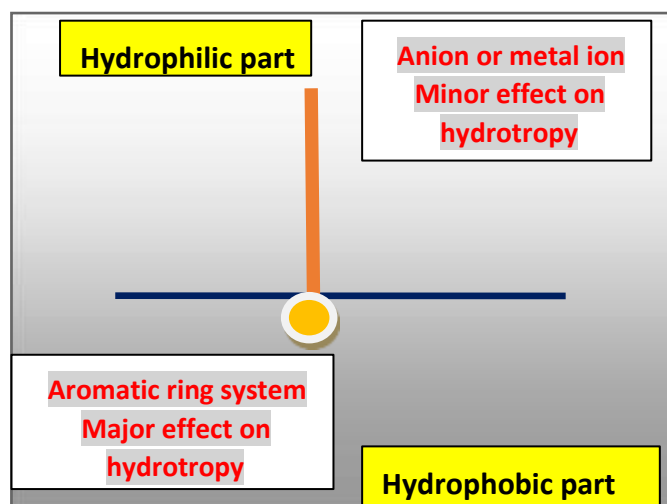 Hydrophilic part
Anion or metal ion
Minor effect on
hydrotropy
Aromatic ring system
Major effect on
hydrotropy
Hydrophobic part